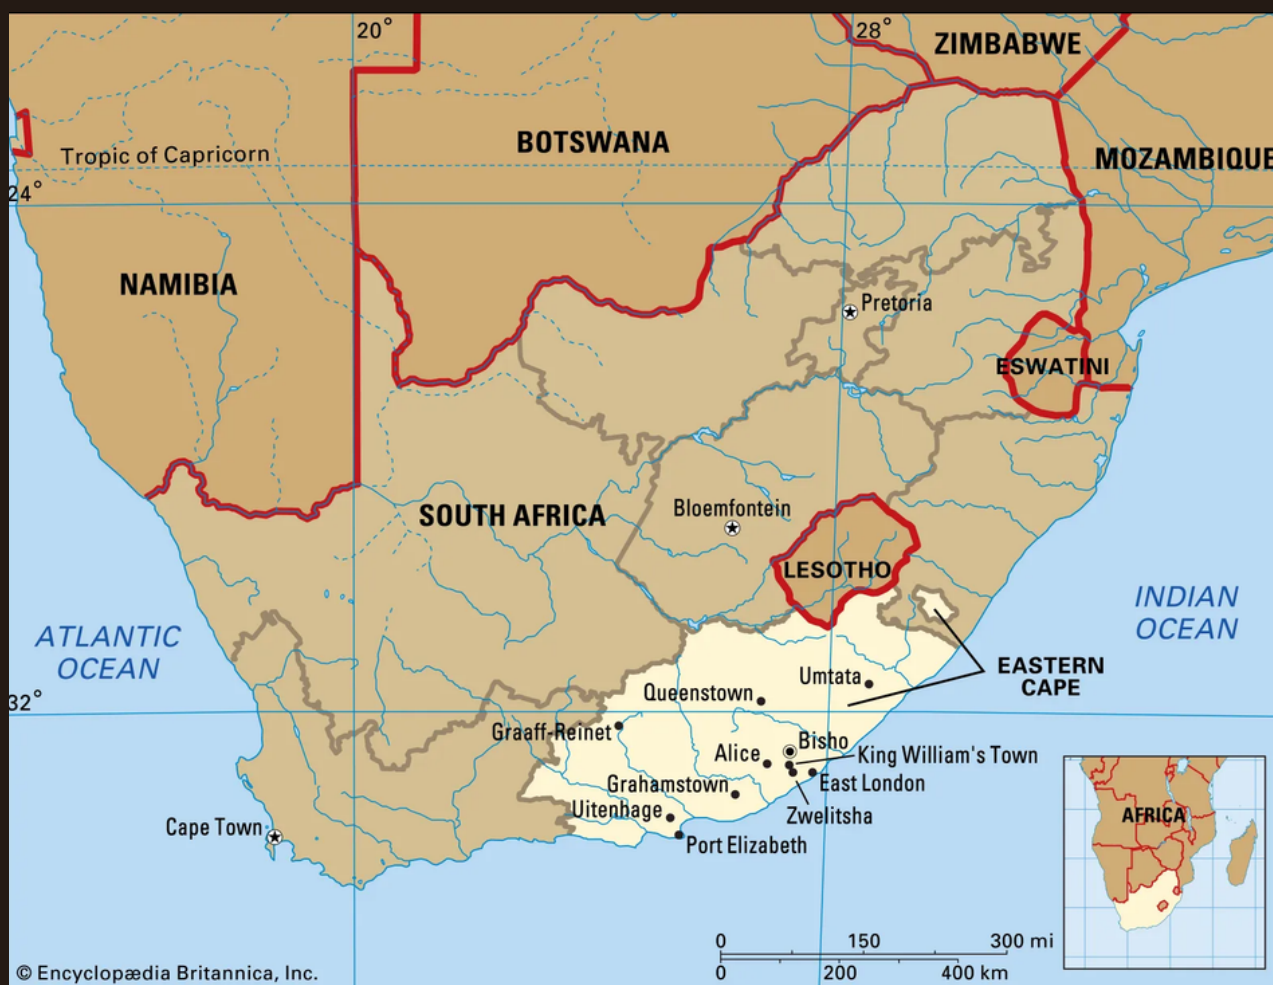 20°
28°
ZIMBABWE
BOTSWANA
Tropic of Capricorn
MOZAMBIQUE
24°
NAMIBIA
Pretoria
ESWATINI
SOUTH AFRICA
Bloemfontein
LESOTHO
INDIAN
OCEAN
ATLANTIC
OCEAN
EASTERN
CAPE
Umtata
Queenstown
32°
Graaff-Reinet
Bisho
Alice
King William's Town
East London
Grahamstown
Zwelitsha
Uitenhage
Cape Town
Port Elizabeth
AFRICA
0 150 300 mi
0 200 400 km
© Encyclopædia Britannica, Inc.